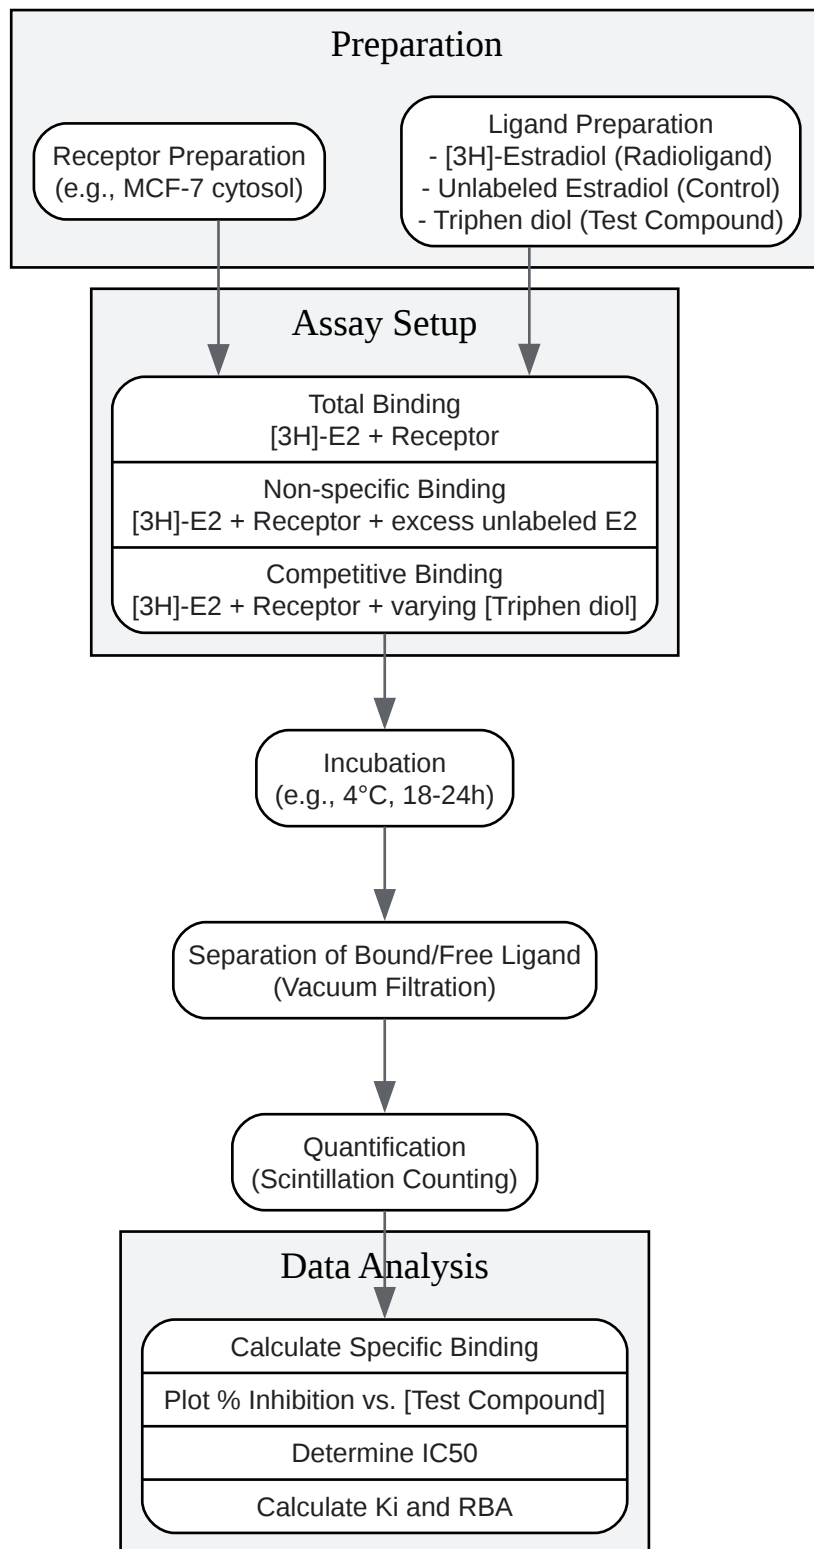 Preparation
Receptor Preparation
(e.g., MCF-7 cytosol)
Ligand Preparation
- [3H]-Estradiol (Radioligand)
- Unlabeled Estradiol (Control)
- Triphen diol (Test Compound)
Assay Setup
Total Binding
[3H]-E2 + Receptor
Non-specific Binding
[3H]-E2 + Receptor + excess unlabeled E2
Competitive Binding
[3H]-E2 + Receptor + varying [Triphen diol]
Incubation
(e.g., 4°C, 18-24h)
Separation of Bound/Free Ligand
(Vacuum Filtration)
Quantification
(Scintillation Counting)
Data Analysis
Calculate Specific Binding
Plot % Inhibition vs. [Test Compound]
Determine IC50
Calculate Ki and RBA